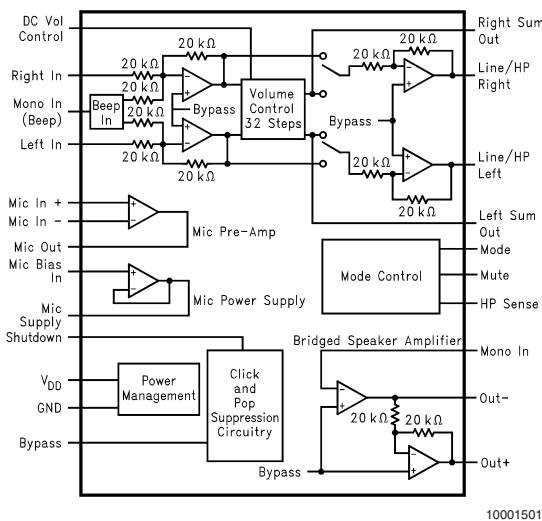 DC Vol
Control
Right In
Mono In
(Beep)
Left In
Mic In +
Mic In -
Mic Out
Mic Bias
In
Mic
Supply
Shutdown
VDD
GND
Bypass
20 kΩ
20 kΩ
20 kΩ
Beep
In
20 kΩ
20 kΩ
20 kΩ
-
+
Bypass
+
-
Volume
Control
32 Steps
20 kΩ
20 kΩ
-
+
Bypass
+
-
20 kΩ
20 kΩ
Right Sum
Out
Line/HP
Right
Line/HP
Left
Left Sum
Out
+
-
Mic Pre-Amp
+
-
Mic Power Supply
Mode Control
Mode
Mute
HP Sense
Power
Management
Click
and
Pop
Suppression
Circuitry
Bridged Speaker Amplifier
Mono In
-
+
20 kΩ
20 kΩ
-
+
Bypass
Out-
Out+
10001501